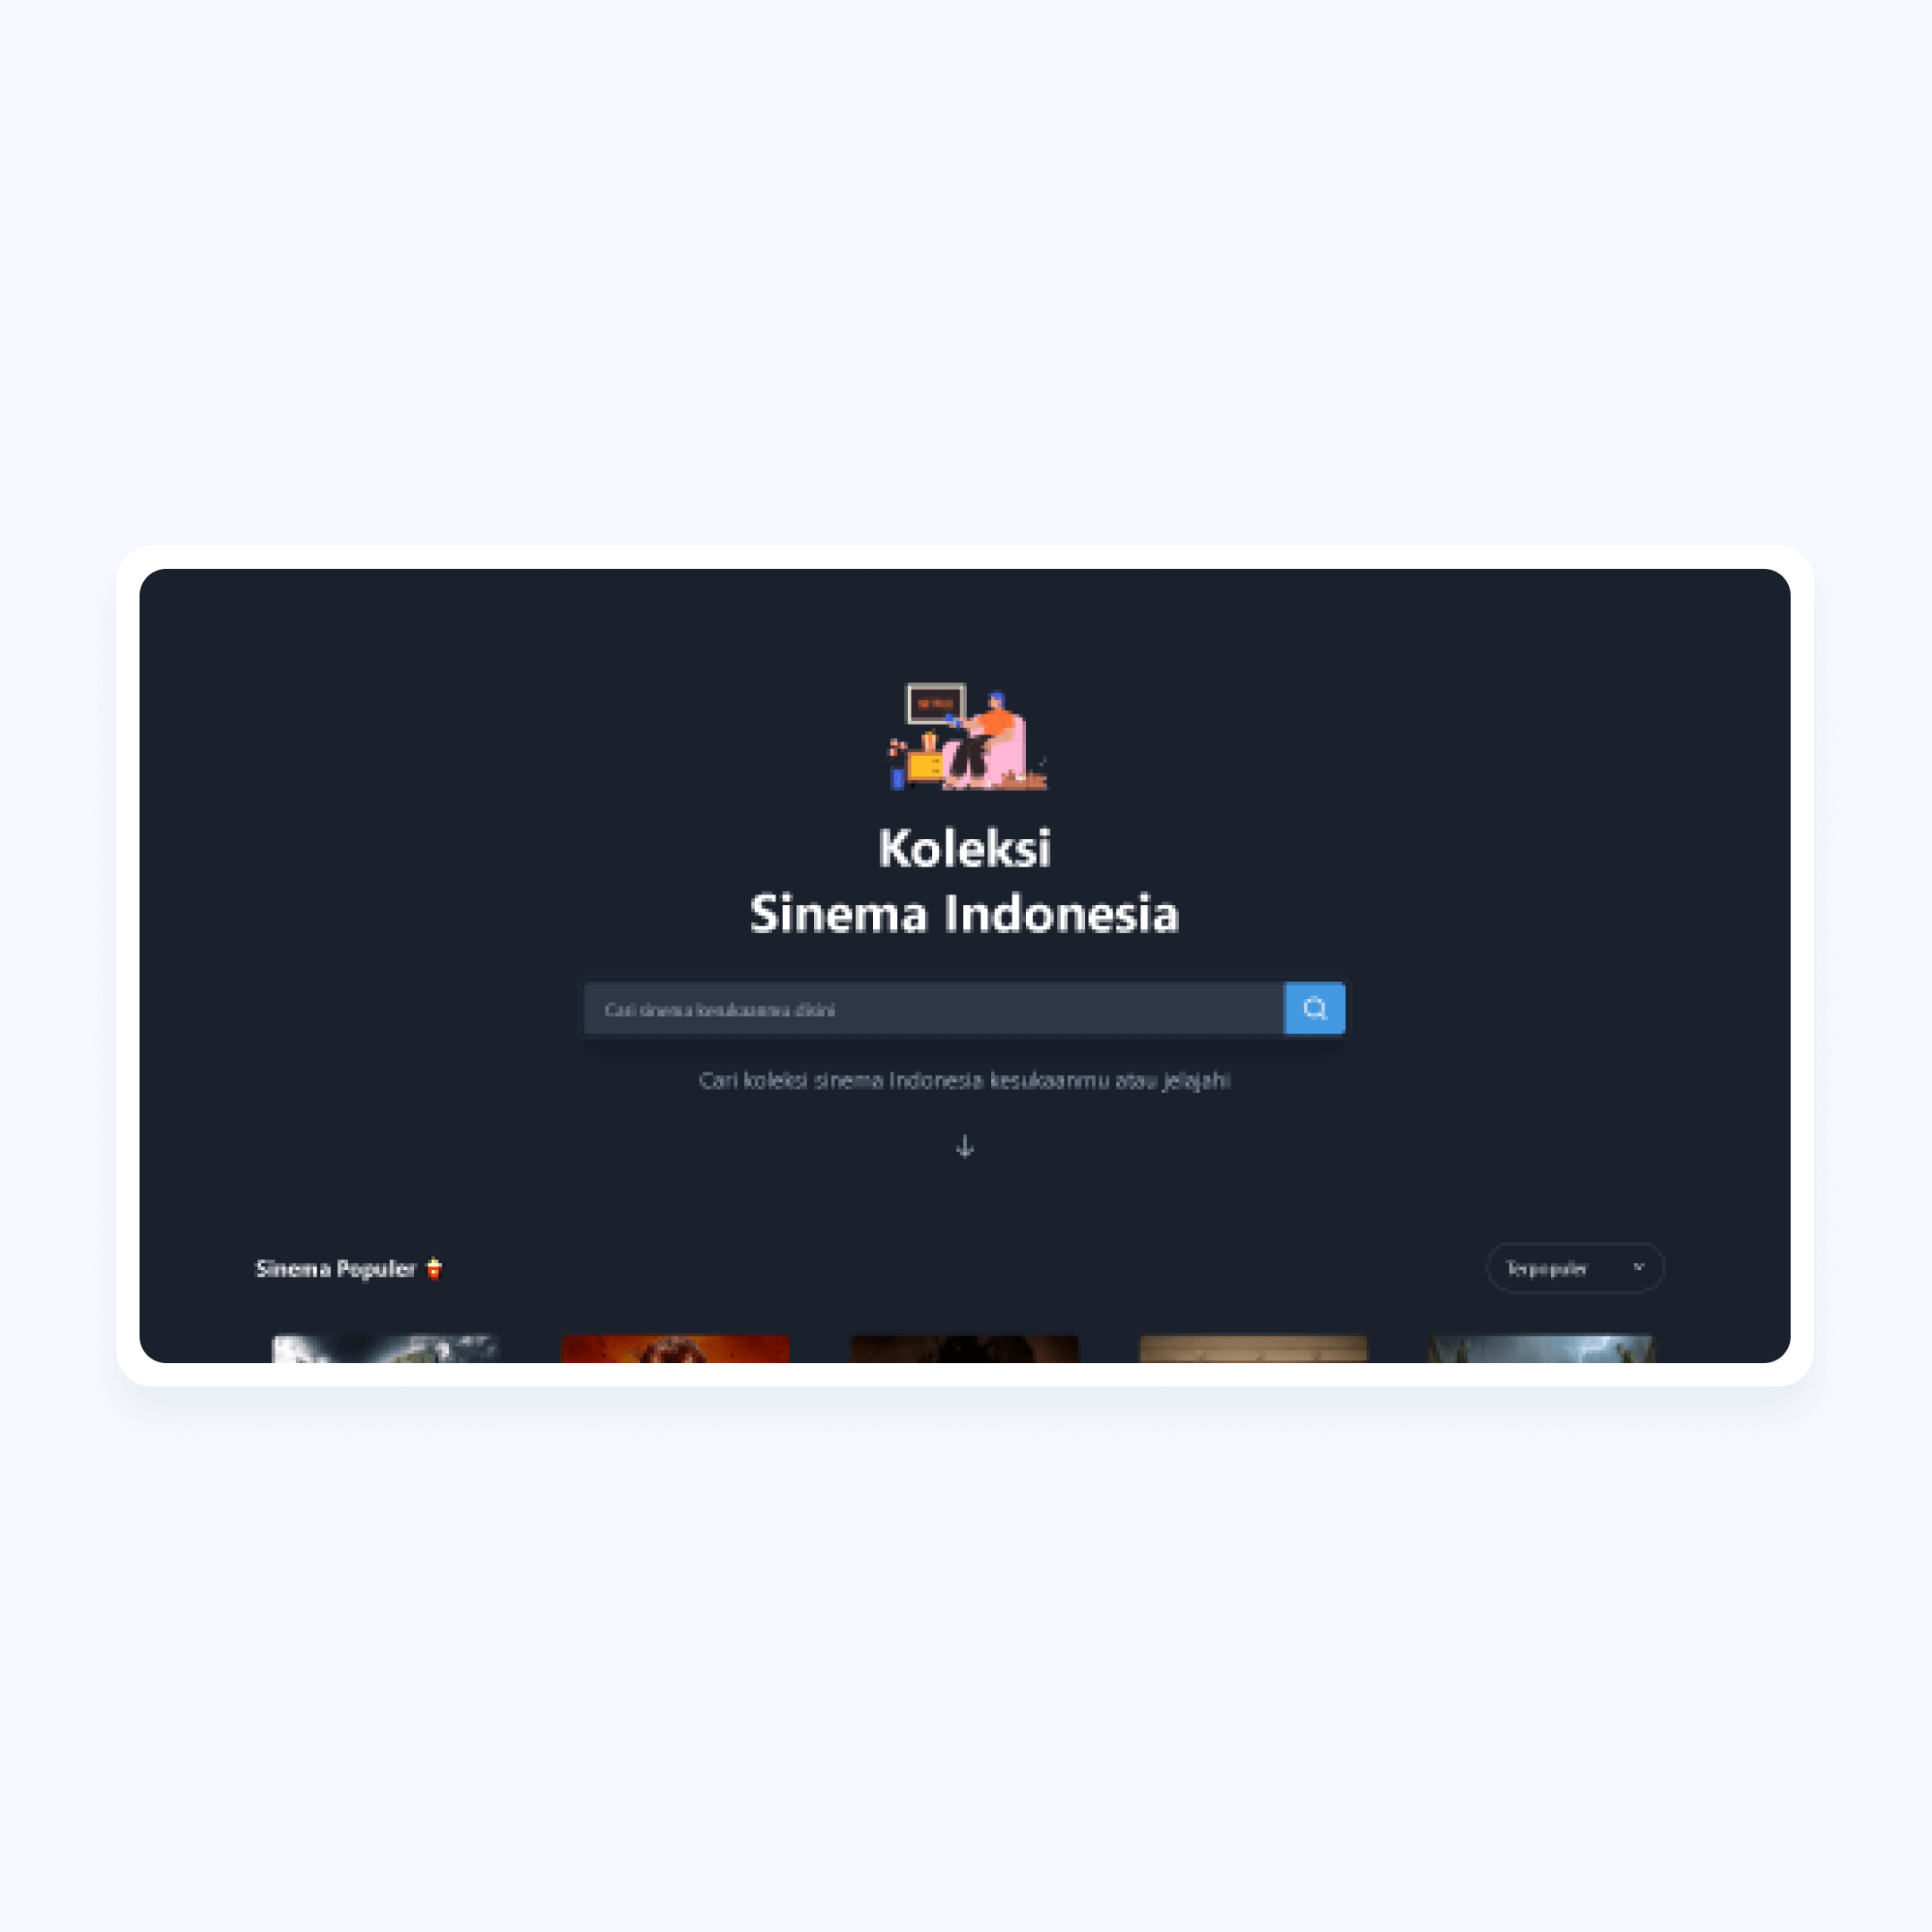 Koleksi
Sinema Indonesia
Cari sinema kesukaanmu disini
Cari koleksi sinema Indonesia kesukaanmu atau jelajahi
Sinema Populer
Terpopuler